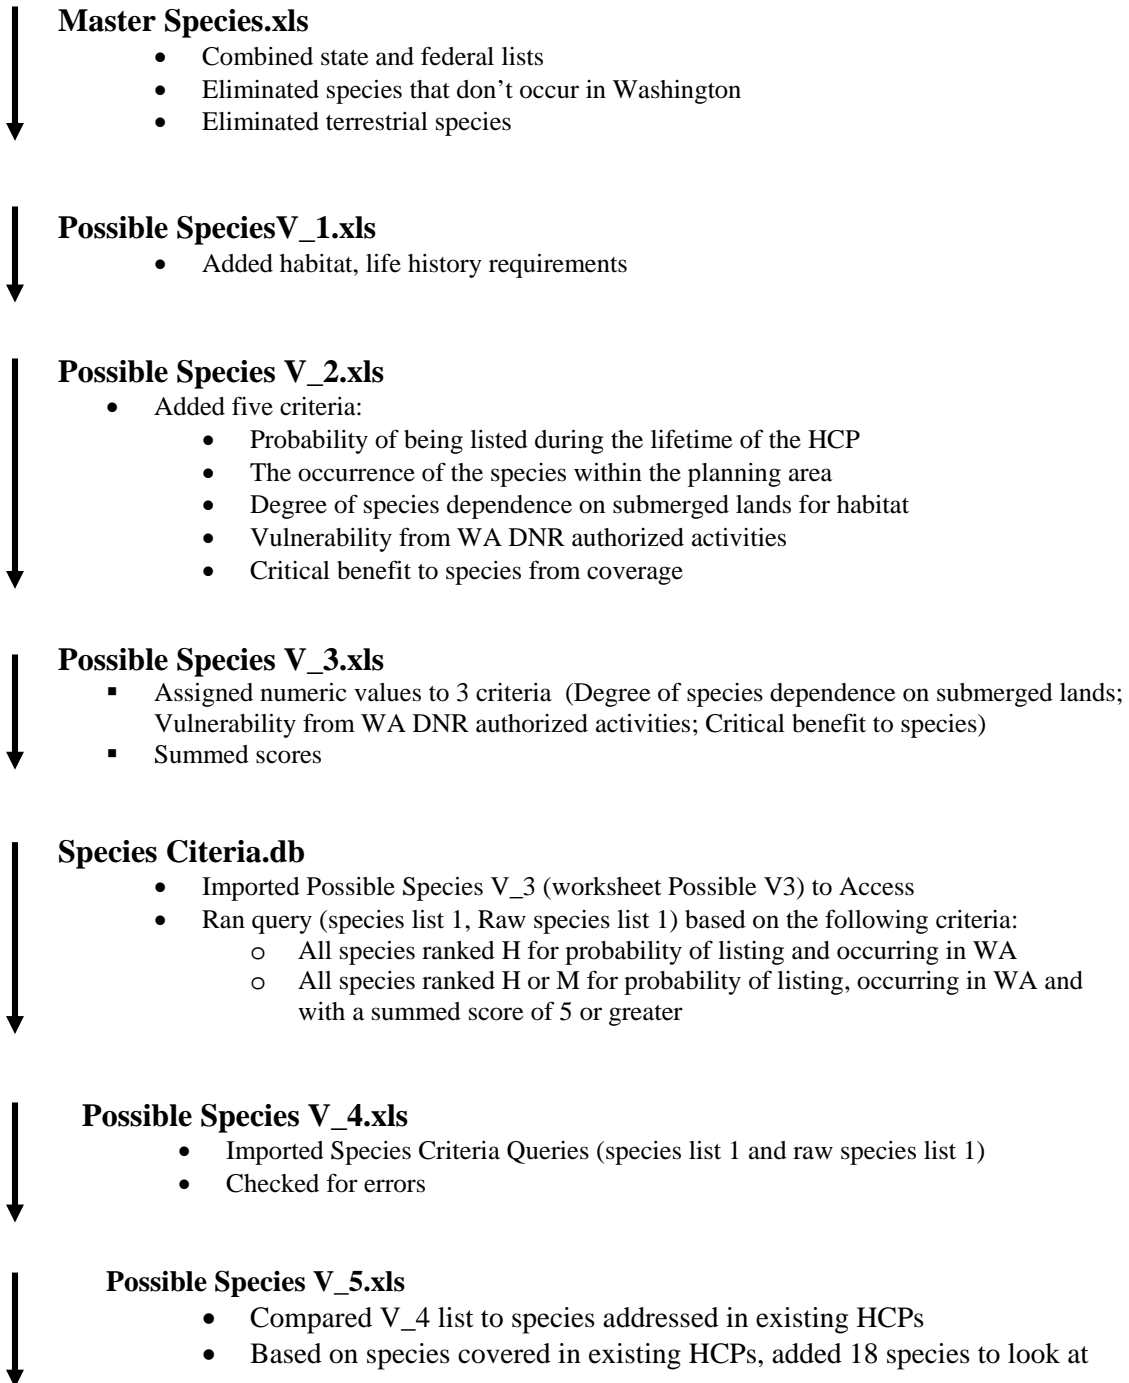 Master Species.xls
• Combined state and federal lists
• Eliminated species that don’t occur in Washington
• Eliminated terrestrial species
Possible SpeciesV_1.xls
• Added habitat, life history requirements
Possible Species V_2.xls
• Added five criteria:
• Probability of being listed during the lifetime of the HCP
• The occurrence of the species within the planning area
• Degree of species dependence on submerged lands for habitat
• Vulnerability from WA DNR authorized activities
• Critical benefit to species from coverage
Possible Species V_3.xls
▪ Assigned numeric values to 3 criteria (Degree of species dependence on submerged lands;
Vulnerability from WA DNR authorized activities; Critical benefit to species)
▪ Summed scores
Species Citeria.db
• Imported Possible Species V_3 (worksheet Possible V3) to Access
• Ran query (species list 1, Raw species list 1) based on the following criteria:
o All species ranked H for probability of listing and occurring in WA
o All species ranked H or M for probability of listing, occurring in WA and
with a summed score of 5 or greater
Possible Species V_4.xls
• Imported Species Criteria Queries (species list 1 and raw species list 1)
• Checked for errors
Possible Species V_5.xls
• Compared V_4 list to species addressed in existing HCPs
• Based on species covered in existing HCPs, added 18 species to look at